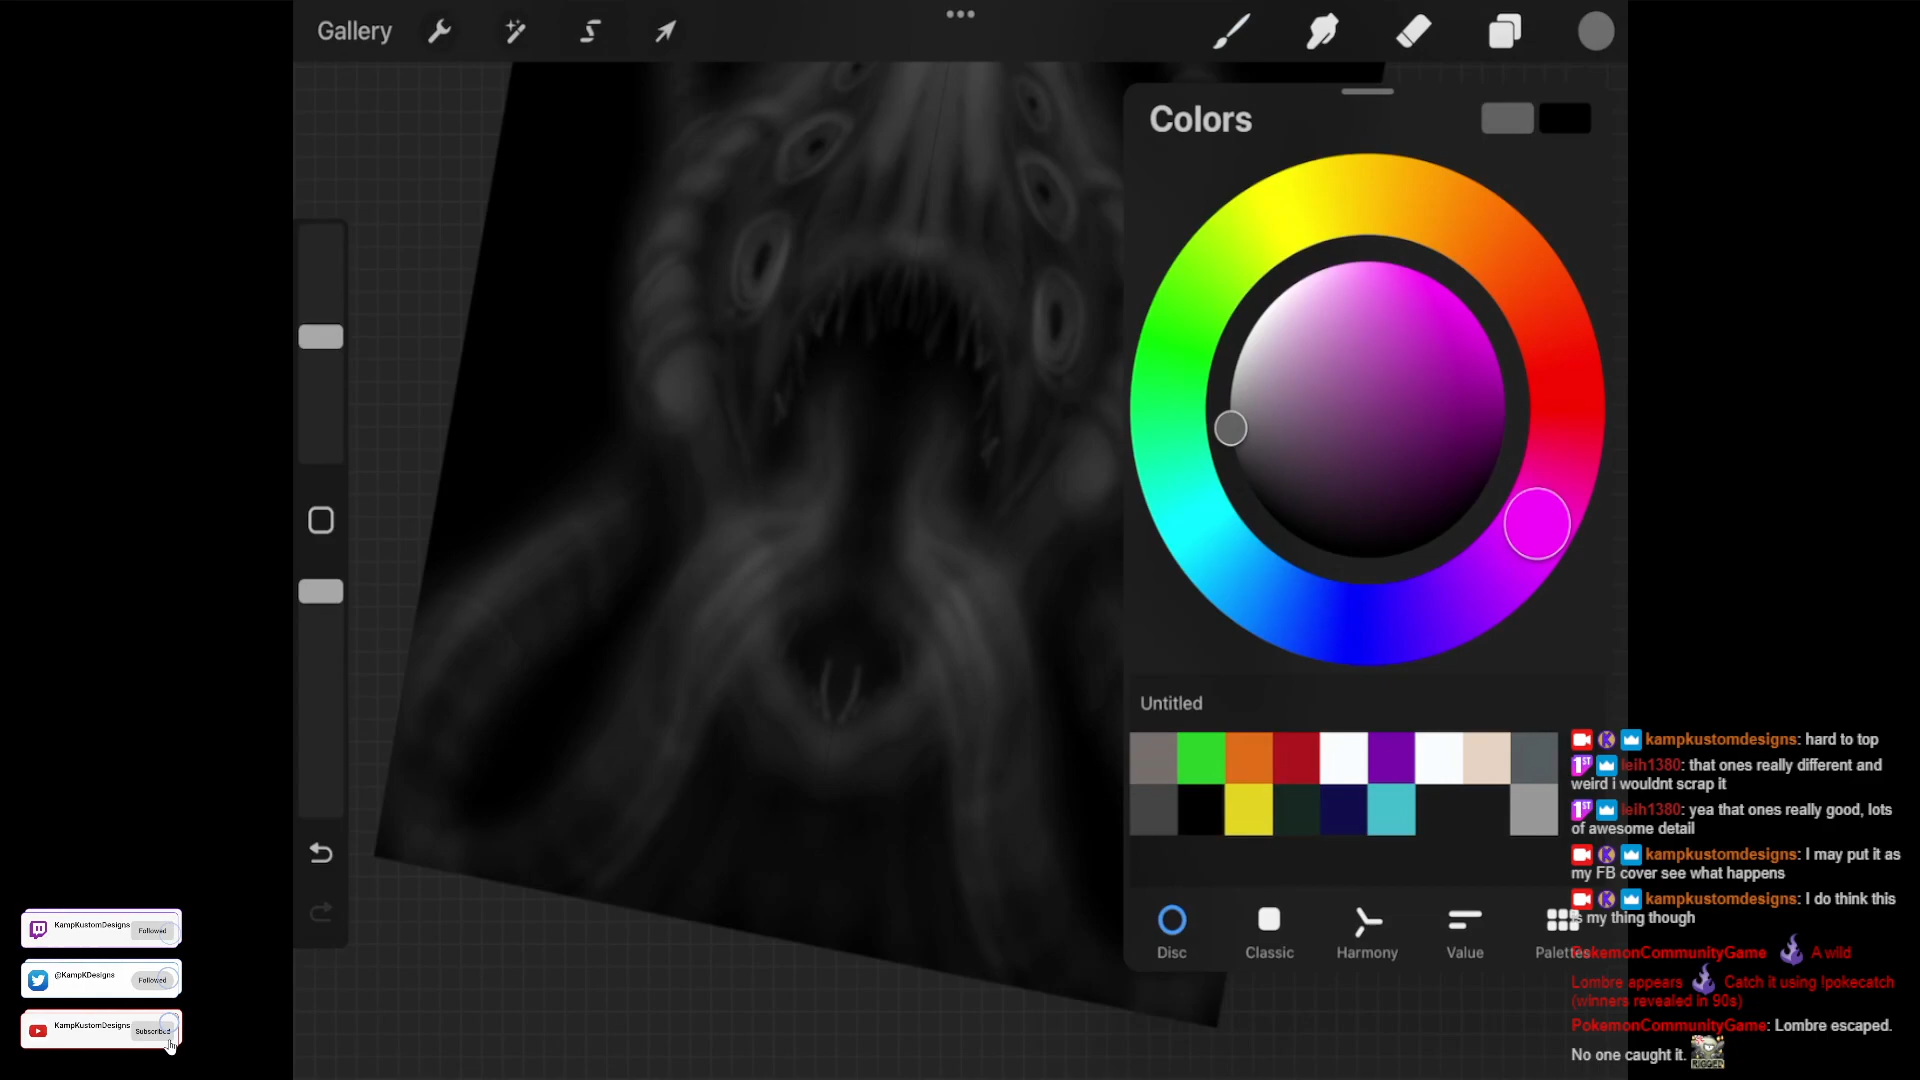 Gallery
Colors
Untitled
Disc
Classic
Harmony
Value
Palettes
kampkustomdesigns: hard to top
leih1380: that ones really different and
weird i wouldnt scrap it
leih1380: yea that ones really good, lots
of awesome detail
kampkustomdesigns: I may put it as
my FB cover see what happens
kampkustomdesigns: I do think this
is my thing though
PokemonCommunityGame A wild
Lombre appears Catch it using !pokecatch
(winners revealed in 90s)
PokemonCommunityGame: Lombre escaped.
No one caught it.
RIGGED
1ST
1ST
KampKustomDesigns Followed
@KampKDesigns Followed
KampKustomDesigns Subscribed